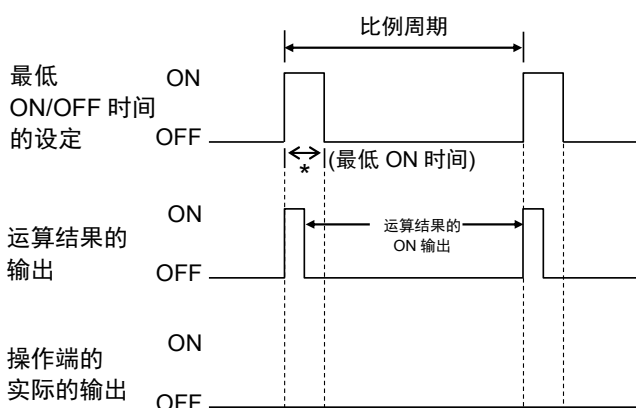 比例周期
最低
ON/OFF 时间
的设定
ON
OFF
*
(最低 ON 时间)
运算结果的
输出
ON
OFF
运算结果的
ON 输出
操作端的
实际的输出
ON
OFF